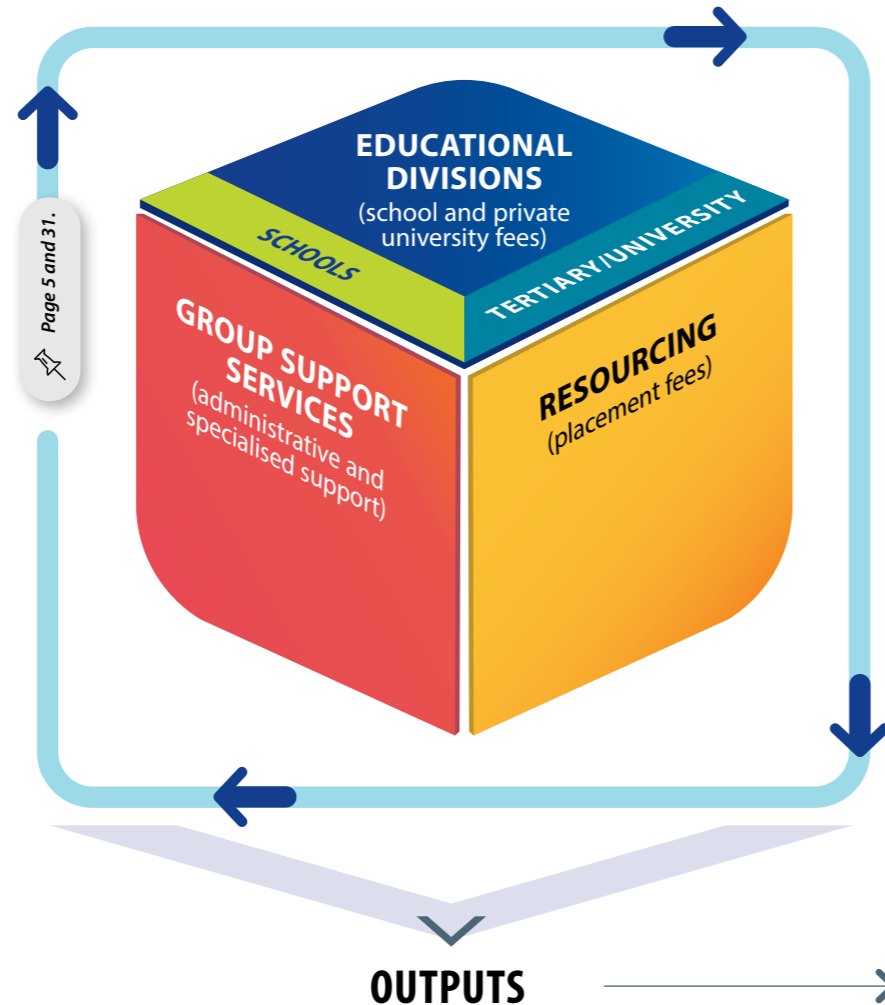 EDUCATIONAL
DIVISIONS
(school and private
university fees)
SCHOOLS
TERTIARY/UNIVERSITY
Page 5 and 31.
GROUP SUPPORT
SERVICES
(administrative and
specialised support)
RESOURCING
(placement fees)
OUTPUTS